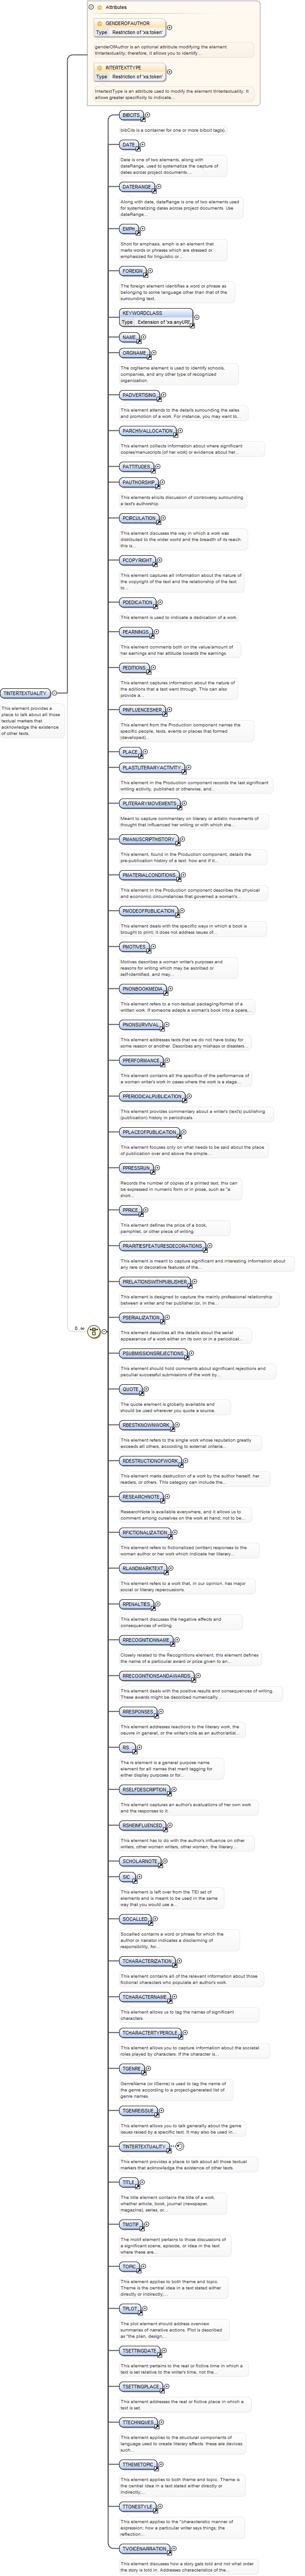 Attributes
GENDEROFAUTHOR
Type Restriction of 'xs:token'
genderOfAuthor is an optional attribute modifying the element
tIntertextuality; therefore, it allows you to identify...
INTERTEXTTYPE
Type Restriction of 'xs:token'
IntertextType is an attribute used to modify the element tIntertextuality. It
allows greater specificity to indicate...
BIBCITS
bibCits is a container for one or more bibcit tag(s).
DATE
Date is one of two elements, along with
dateRange, used to systematize the capture of
dates across project documents....
DATERANGE
Along with date, dateRange is one of two elements used
for systematizing dates across project documents. Use
dateRange...
EMPH
Short for emphasis, emph is an element that
marks words or phrases which are stressed or
emphasized for linguistic or...
FOREIGN
The foreign element identifies a word or phrase as
belonging to some language other than that of the
surrounding text.
KEYWORDCLASS
Type Extension of 'xs:anyURI'
NAME
ORGNAME
The orgName element is used to identify schools,
companies, and any other type of recognized
organization.
PADVERTISING
This element attends to the details surrounding the sales
and promotion of a work. For instance, you may want to...
PARCHIVALLOCATION
This element collects information about where significant
copies/manuscripts (of her work) or evidence about her...
PATTITUDES
PAUTHORSHIP
This elements elicits discussion of controversy surrounding
a text's authorship.
PCIRCULATION
This element discusses the way in which a work was
distributed to the wider world and the breadth of its reach:
this is...
PCOPYRIGHT
This element captures all information about the nature of
the copyright of the text and the relationship of the text
to...
PDEDICATION
This element is used to indicate a dedication of a work.
PEARNINGS
This element comments both on the value/amount of
her earnings and her attitude towards the earnings.
PEDITIONS
This element captures information about the nature of
the editions that a text went through. This can also
provide a...
PINFLUENCESHER
This element from the Production component names the
specific people, texts, events or places that formed
(developed)...
PLACE
PLASTLITERARYACTIVITY
This element in the Production component records the last significant
writing activity, published or otherwise, and...
PLITERARYMOVEMENTS
Meant to capture commentary on literary or artistic movements of
thought that influenced her writing or with which she...
PMANUSCRIPTHISTORY
This element, found in the Production component, details the
pre-publication history of a text: how and if it...
PMATERIALCONDITIONS
This element in the Production component describes the physical
and economic circumstances that governed a women's...
PMODEOFPUBLICATION
This element deals with the specific ways in which a book is
brought to print; it does not address issues of...
PMOTIVES
Motives describes a woman writer's purposes and
reasons for writing which may be ascribed or
self-identified, and may...
PNONBOOKMEDIA
This element refers to a non-textual packaging/format of a
written work. If someone adapts a woman's book into a opera,...
PNONSURVIVAL
This element addresses texts that we do not have today for
some reason or another. Describes any mishaps or disasters...
PPERFORMANCE
This element contains all the specifics of the performance of
a woman writer's work in cases where the work is a stage...
PPERIODICALPUBLICATION
This element provides commentary about a writer's (text's) publishing
(publication) history in periodicals.
PPLACEOFPUBLICATION
This element focuses only on what needs to be said about the place
of publication over and above the simple...
PPRESSRUN
Records the number of copies of a printed text, this can
be expressed in numeric form or in prose, such as "a
short...
PPRICE
This element defines the price of a book,
pamphlet, or other piece of writing.
PRARITIESFEATURESDECORATIONS
This element is meant to capture significant and interesting information about
any rare or decorative features of the...
PRELATIONSWITHPUBLISHER
This element is designed to capture the mainly professional relationship
between a writer and her publisher (or, in the...
PSERIALIZATION
This element describes all the details about the serial
appearance of a work either on its own or in a periodical...
PSUBMISSIONSREJECTIONS
This element should hold comments about significant rejections and
peculiar successful submissions of the work by...
QUOTE
The quote element is globally available and
should be used wherever you quote a source.
RBESTKNOWNWORK
This element refers to the single work whose reputation greatly
exceeds all others, according to external criteria...
RDESTRUCTIONOFWORK
This element marks destruction of a work by the author herself, her
readers, or others. This category can include the...
RESEARCHNOTE
ResearchNote is available everywhere, and it allows us to
comment among ourselves on the work at hand, not to be...
RFICTIONALIZATION
This element refers to fictionalized (written) responses to the
woman author or her work which indicate her literary...
RLANDMARKTEXT
This element refers to a work that, in our opinion, has major
social or literary repercussions.
RPENALTIES
This element discusses the negative effects and
consequences of writing.
RRECOGNITIONNAME
Closely related to the Recognitions element, this element defines
the name of a particular award or prize given to an...
RRECOGNITIONSANDAWARDS
This element deals with the positive results and consequences of writing.
These awards might be described numerically...
RRESPONSES
This element addresses reactions to the literary work, the
oeuvre in general, or the writer's role as an author/artist...
RS
The rs element is a general purpose name
element for all names that merit tagging for
either display purposes or for...
RSELFDESCRIPTION
This element captures an author's evaluations of her own work
and the responses to it.
RSHEINFLUENCED
This element has to do with the author's influence on other
writers, other women writers, other women, the literary...
SCHOLARNOTE
SIC
This element is left over from the TEI set of
elements and is meant to be used in the same
way that you would use a...
SOCALLED
Socalled contains a word or phrase for which the
author or narrator indicates a disclaiming of
responsibility, for...
TCHARACTERIZATION
This element contains all of the relevant information about those
fictional characters who populate an author's work.
TCHARACTERNAME
This element allows us to tag the names of significant
characters.
TCHARACTERTYPEROLE
This element allows you to capture information about the societal
roles played by characters. If the character is...
TGENRE
GenreName (or tGenre) is used to tag the name of
the genre according to a project-generated list of
genre names.
TGENREISSUE
This element allows you to talk generally about the genre
issues raised by a specific text. It may also be used in...
TINTERTEXTUALITY
This element provides a place to talk about all those textual
markers that acknowledge the existence of other texts.
TITLE
The title element contains the title of a work,
whether article, book, journal (newspaper,
magazine), series, or...
TMOTIF
The motif element pertains to those discussions of
a significant scene, episode, or idea in the text
where these are...
TOPIC
This element applies to both theme and topic.
Theme is the central idea in a text stated either
directly or indirectly;...
TPLOT
The plot element should address overview
summaries of narrative actions. Plot is described
as "the plan, design,...
TSETTINGDATE
This element pertains to the real or fictive time in which a
text is set relative to the writer's time, not the...
TSETTINGPLACE
This element addresses the real or fictive place in which a
text is set.
TTECHNIQUES
This element applies to the structural components of
language used to create literary effects: these are devices
such...
TTHEMETOPIC
This element applies to both theme and topic. Theme is
the central idea in a text stated either directly or
indirectly;...
TTONESTYLE
This element applies to the "characteristic manner of
expression; how a particular writer says things; the
reflection...
TVOICENARRATION
This element discusses how a story gets told and not what order
the story is told in. Addresses characteristics of the...
TINTERTEXTUALITY
This element provides a
place to talk about all those
textual markers that
acknowledge the existence
of other texts.
0..∞